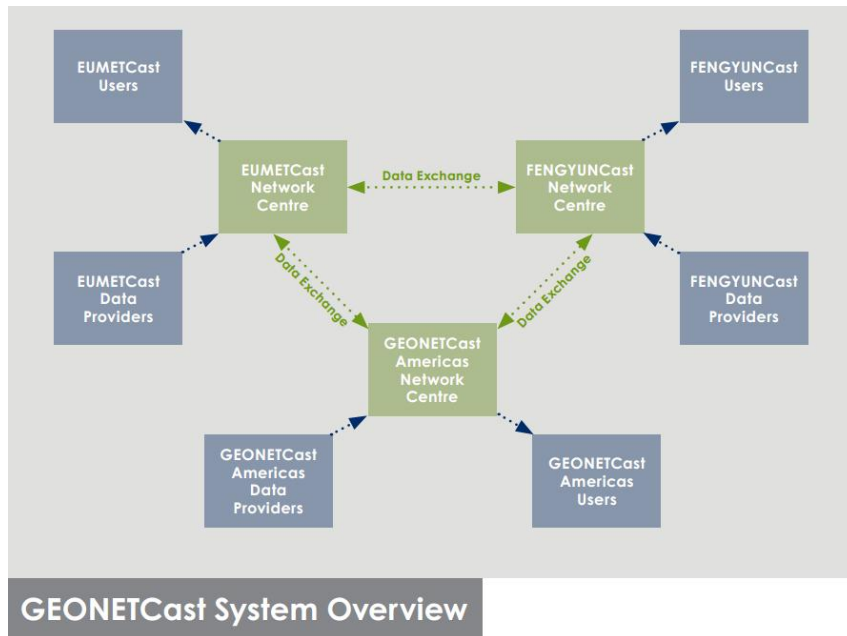 EUMETCast
Users
FENGYUNCast
Users
EUMETCast
Network
Centre
Data Exchange
FENGYUNCast
Network
Centre
EUMETCast
Data
Providers
Data Exchange
Data Exchange
FENGYUNCast
Data
Providers
GEONETCast
Americas
Network
Centre
GEONETCast
Americas
Data
Providers
GEONETCast
Americas
Users
GEONETCast System Overview